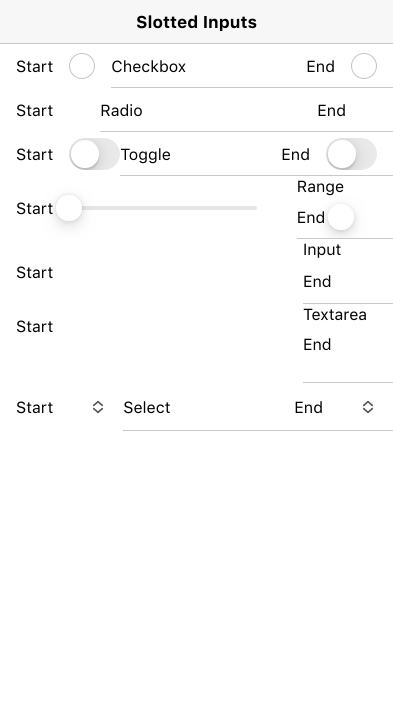 Slotted Inputs
Start Checkbox End
Start Radio End
Start Toggle End
Range
Start End
Input
Start End
Textarea
Start End
Start Select End